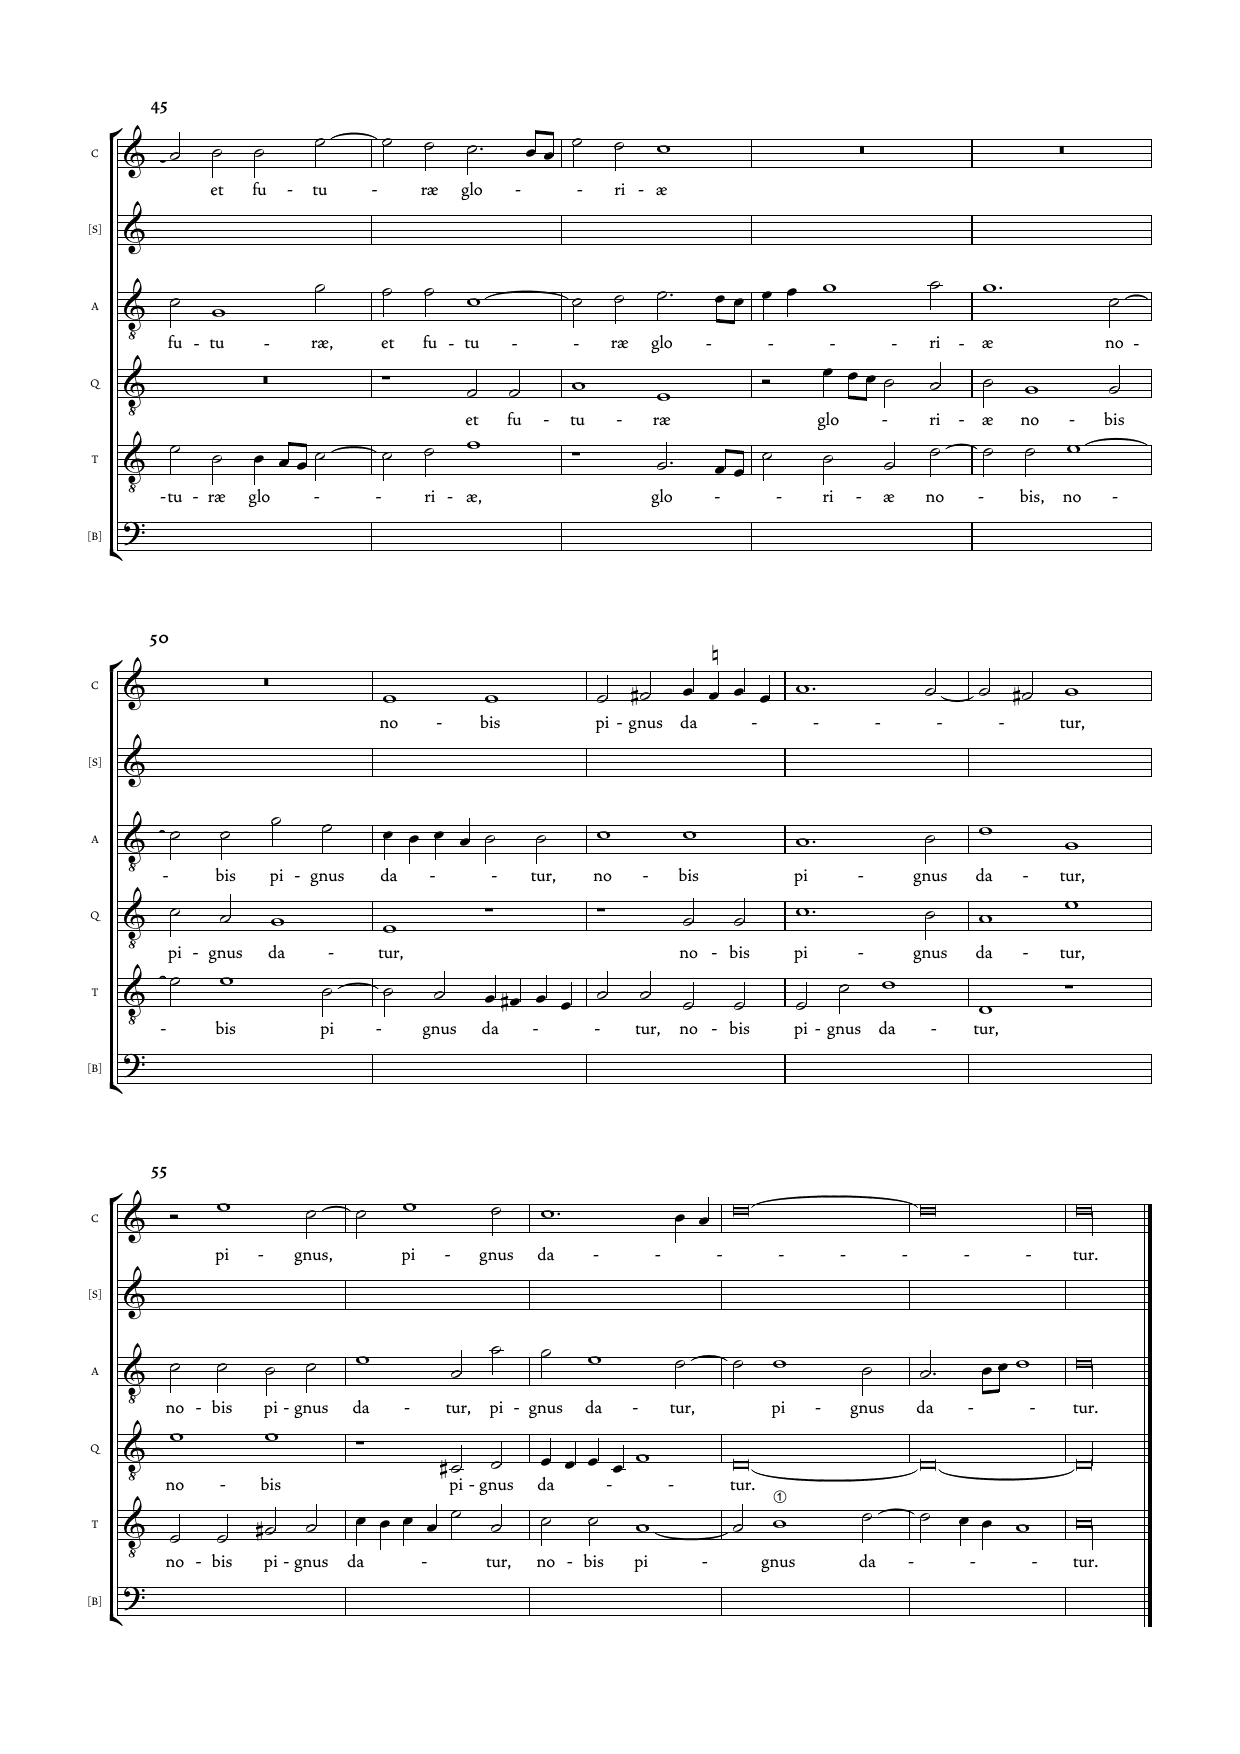 45
C
et fu - tu - ræ glo - - ri - æ
[S]
A
fu - tu - ræ, et fu - tu - - ræ glo - - - ri - æ no -
Q
et fu - tu - ræ glo - ri - æ no - bis
T
-tu - ræ glo - - ri - æ, glo - - ri - æ no - bis, no -
[B]
50
C
no - bis pi - gnus da - - - - tur,
[S]
A
- bis pi - gnus da - - tur, no - bis pi - gnus da - tur,
Q
pi - gnus da - tur, no - bis pi - gnus da - tur,
T
- bis pi - gnus da - - tur, no - bis pi - gnus da - tur,
[B]
55
C
pi - gnus, pi - gnus da - - - - - - - tur.
[S]
A
no - bis pi - gnus da - tur, pi - gnus da - tur, pi - gnus da - - tur.
Q
no - bis pi - gnus da - - tur.
①
T
no - bis pi - gnus da - - tur, no - bis pi - gnus da - - - tur.
[B]